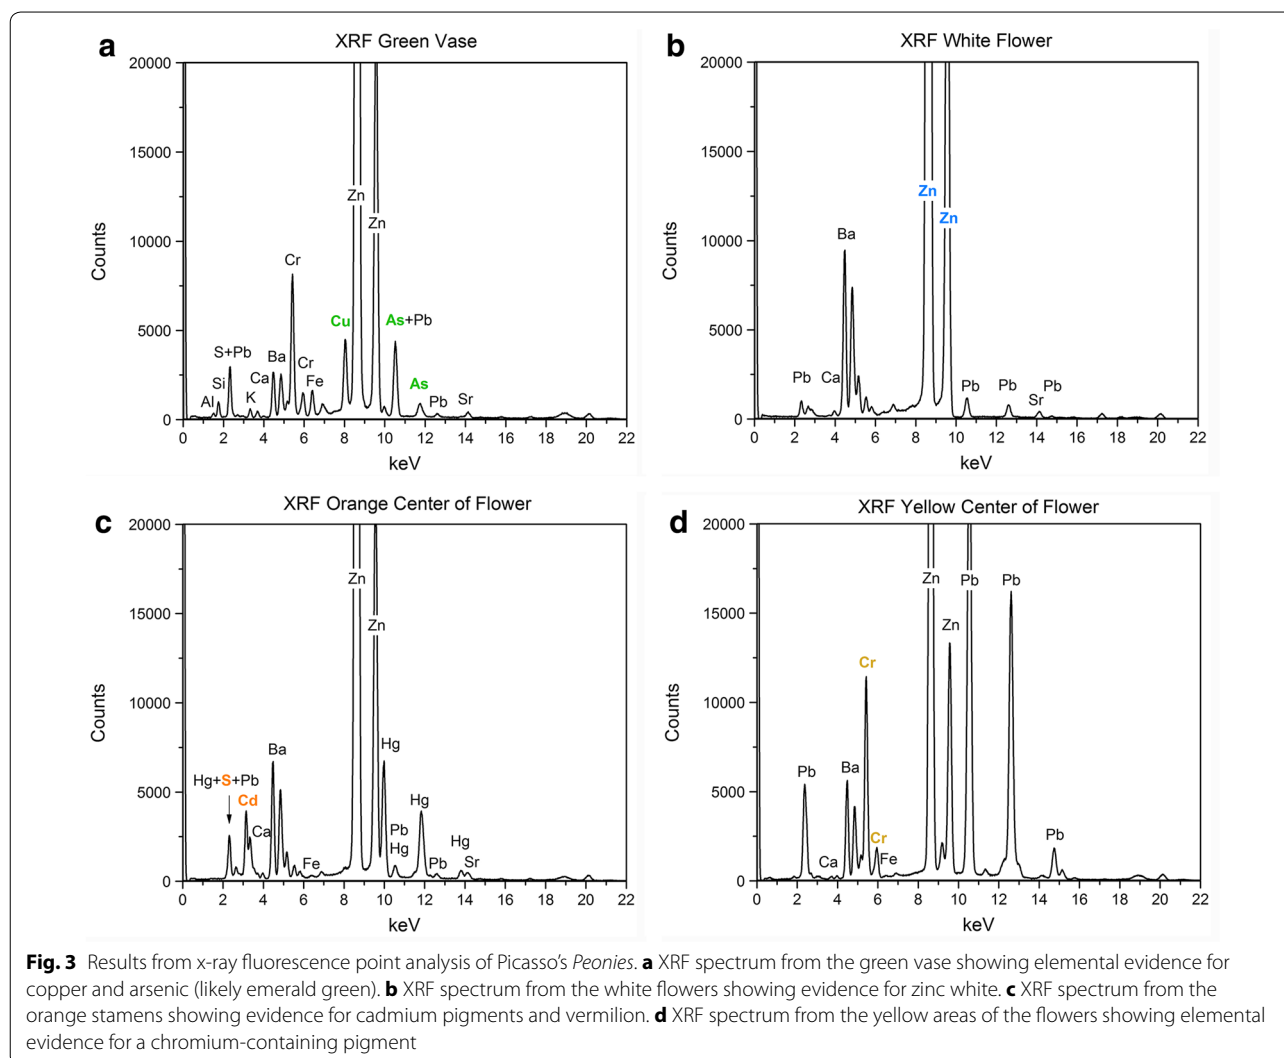 a
XRF Green Vase
20000
15000
10000
5000
0
Counts
0 2 4 6 8 10 12 14 16 18 20 22
keV
Al
Si
S+Pb
K
Ca
Ba
Cr
Cr
Fe
Cu
Zn
Zn
As+Pb
As
Pb
Sr
b
XRF White Flower
20000
15000
10000
5000
0
Counts
0 2 4 6 8 10 12 14 16 18 20 22
keV
Pb
Ca
Ba
Zn
Zn
Pb
Pb
Sr
Pb
c
XRF Orange Center of Flower
20000
15000
10000
5000
0
Counts
0 2 4 6 8 10 12 14 16 18 20 22
keV
Hg+S+Pb
Cd
Ca
Ba
Fe
Zn
Zn
Hg
Pb
Hg
Hg
Pb
Hg
Sr
d
XRF Yellow Center of Flower
20000
15000
10000
5000
0
Counts
0 2 4 6 8 10 12 14 16 18 20 22
keV
Pb
Ca
Ba
Cr
Cr
Fe
Zn
Zn
Pb
Pb
Pb
Fig. 3 Results from x-ray fluorescence point analysis of Picasso's Peonies. a XRF spectrum from the green vase showing elemental evidence for
copper and arsenic (likely emerald green). b XRF spectrum from the white flowers showing evidence for zinc white. c XRF spectrum from the
orange stamens showing evidence for cadmium pigments and vermilion. d XRF spectrum from the yellow areas of the flowers showing elemental
evidence for a chromium-containing pigment